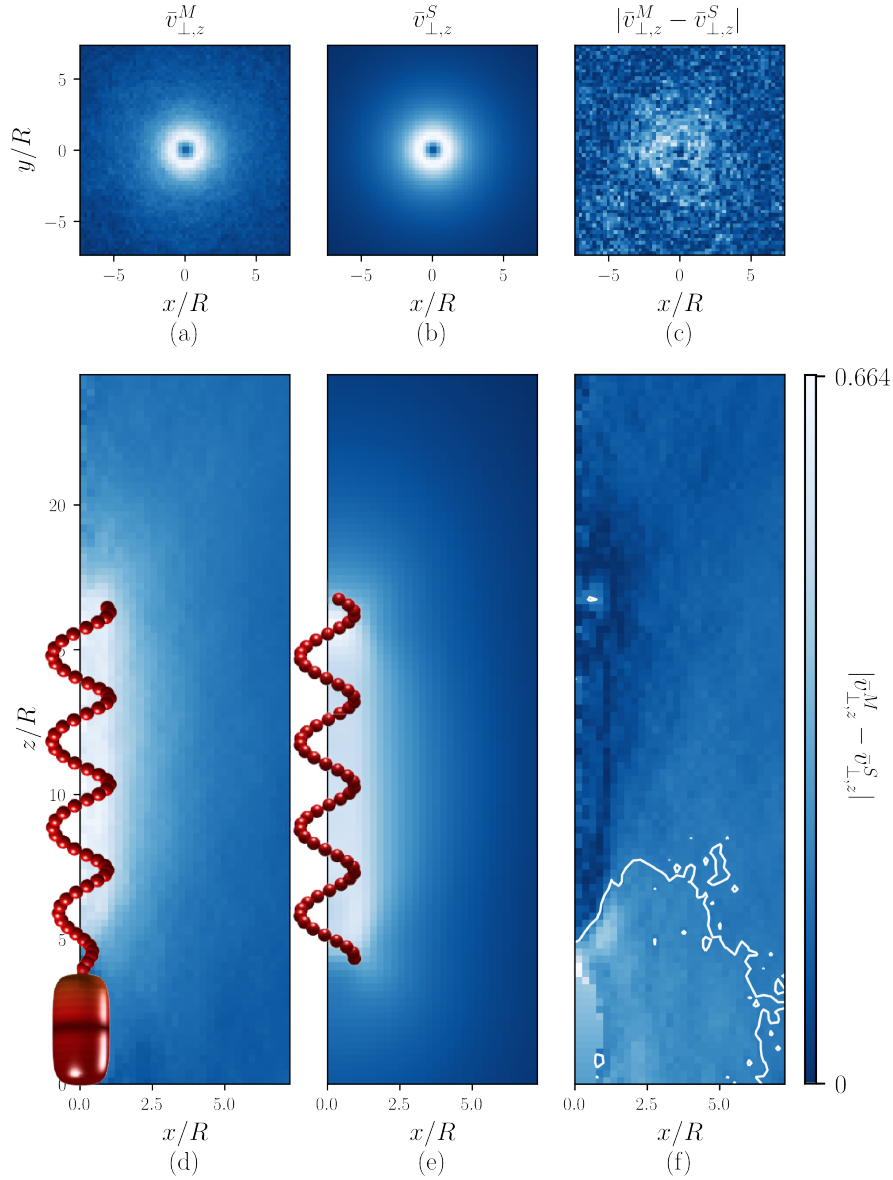 v̄^M_{⊥,z} v̄^S_{⊥,z} |v̄^M_{⊥,z} − v̄^S_{⊥,z}|
y/R
5
0
−5
−5 0 5 −5 0 5 −5 0 5
x/R x/R x/R
(a) (b) (c)
z/R
20
10
5
0
0.664
|v̄^M_{⊥,z} − v̄^S_{⊥,z}|
0
0.0 2.5 5.0 0.0 2.5 5.0 0.0 2.5 5.0
x/R x/R x/R
(d) (e) (f)